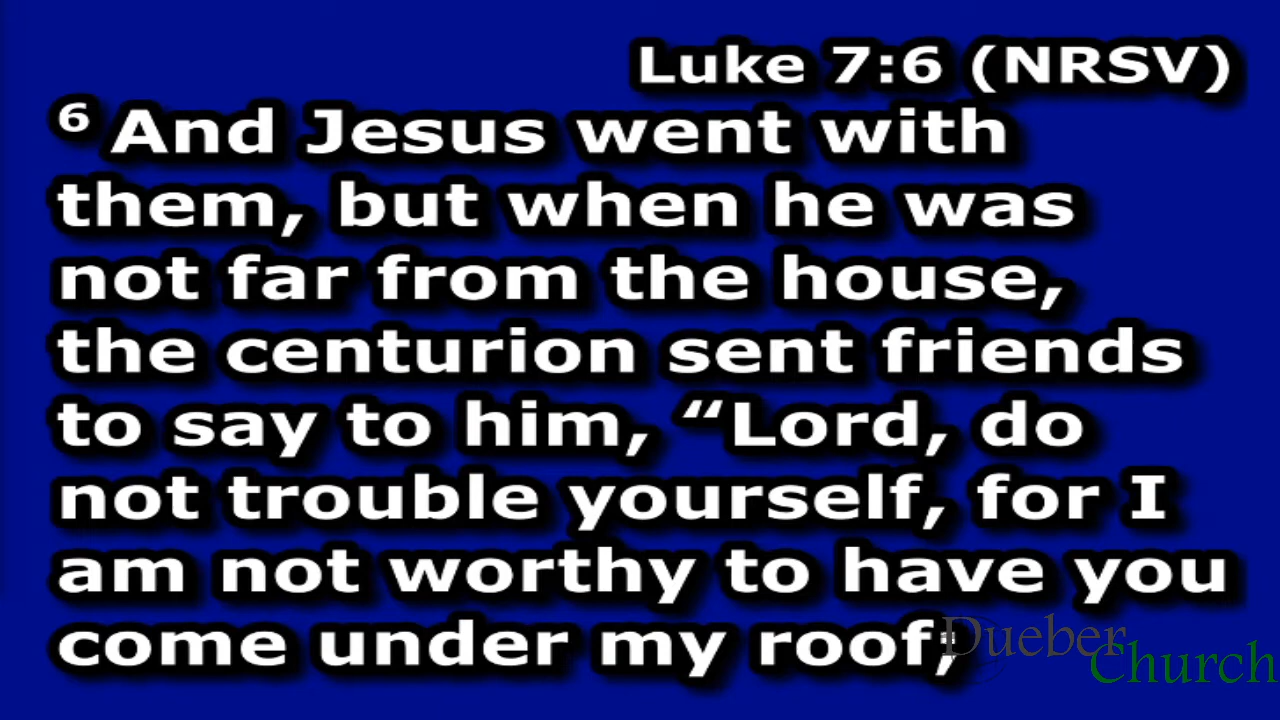 Luke 7:6 (NRSV)
6 And Jesus went with
them, but when he was
not far from the house,
the centurion sent friends
to say to him, “Lord, do
not trouble yourself, for I
am not worthy to have you
come under my roof;
Dueber
Church